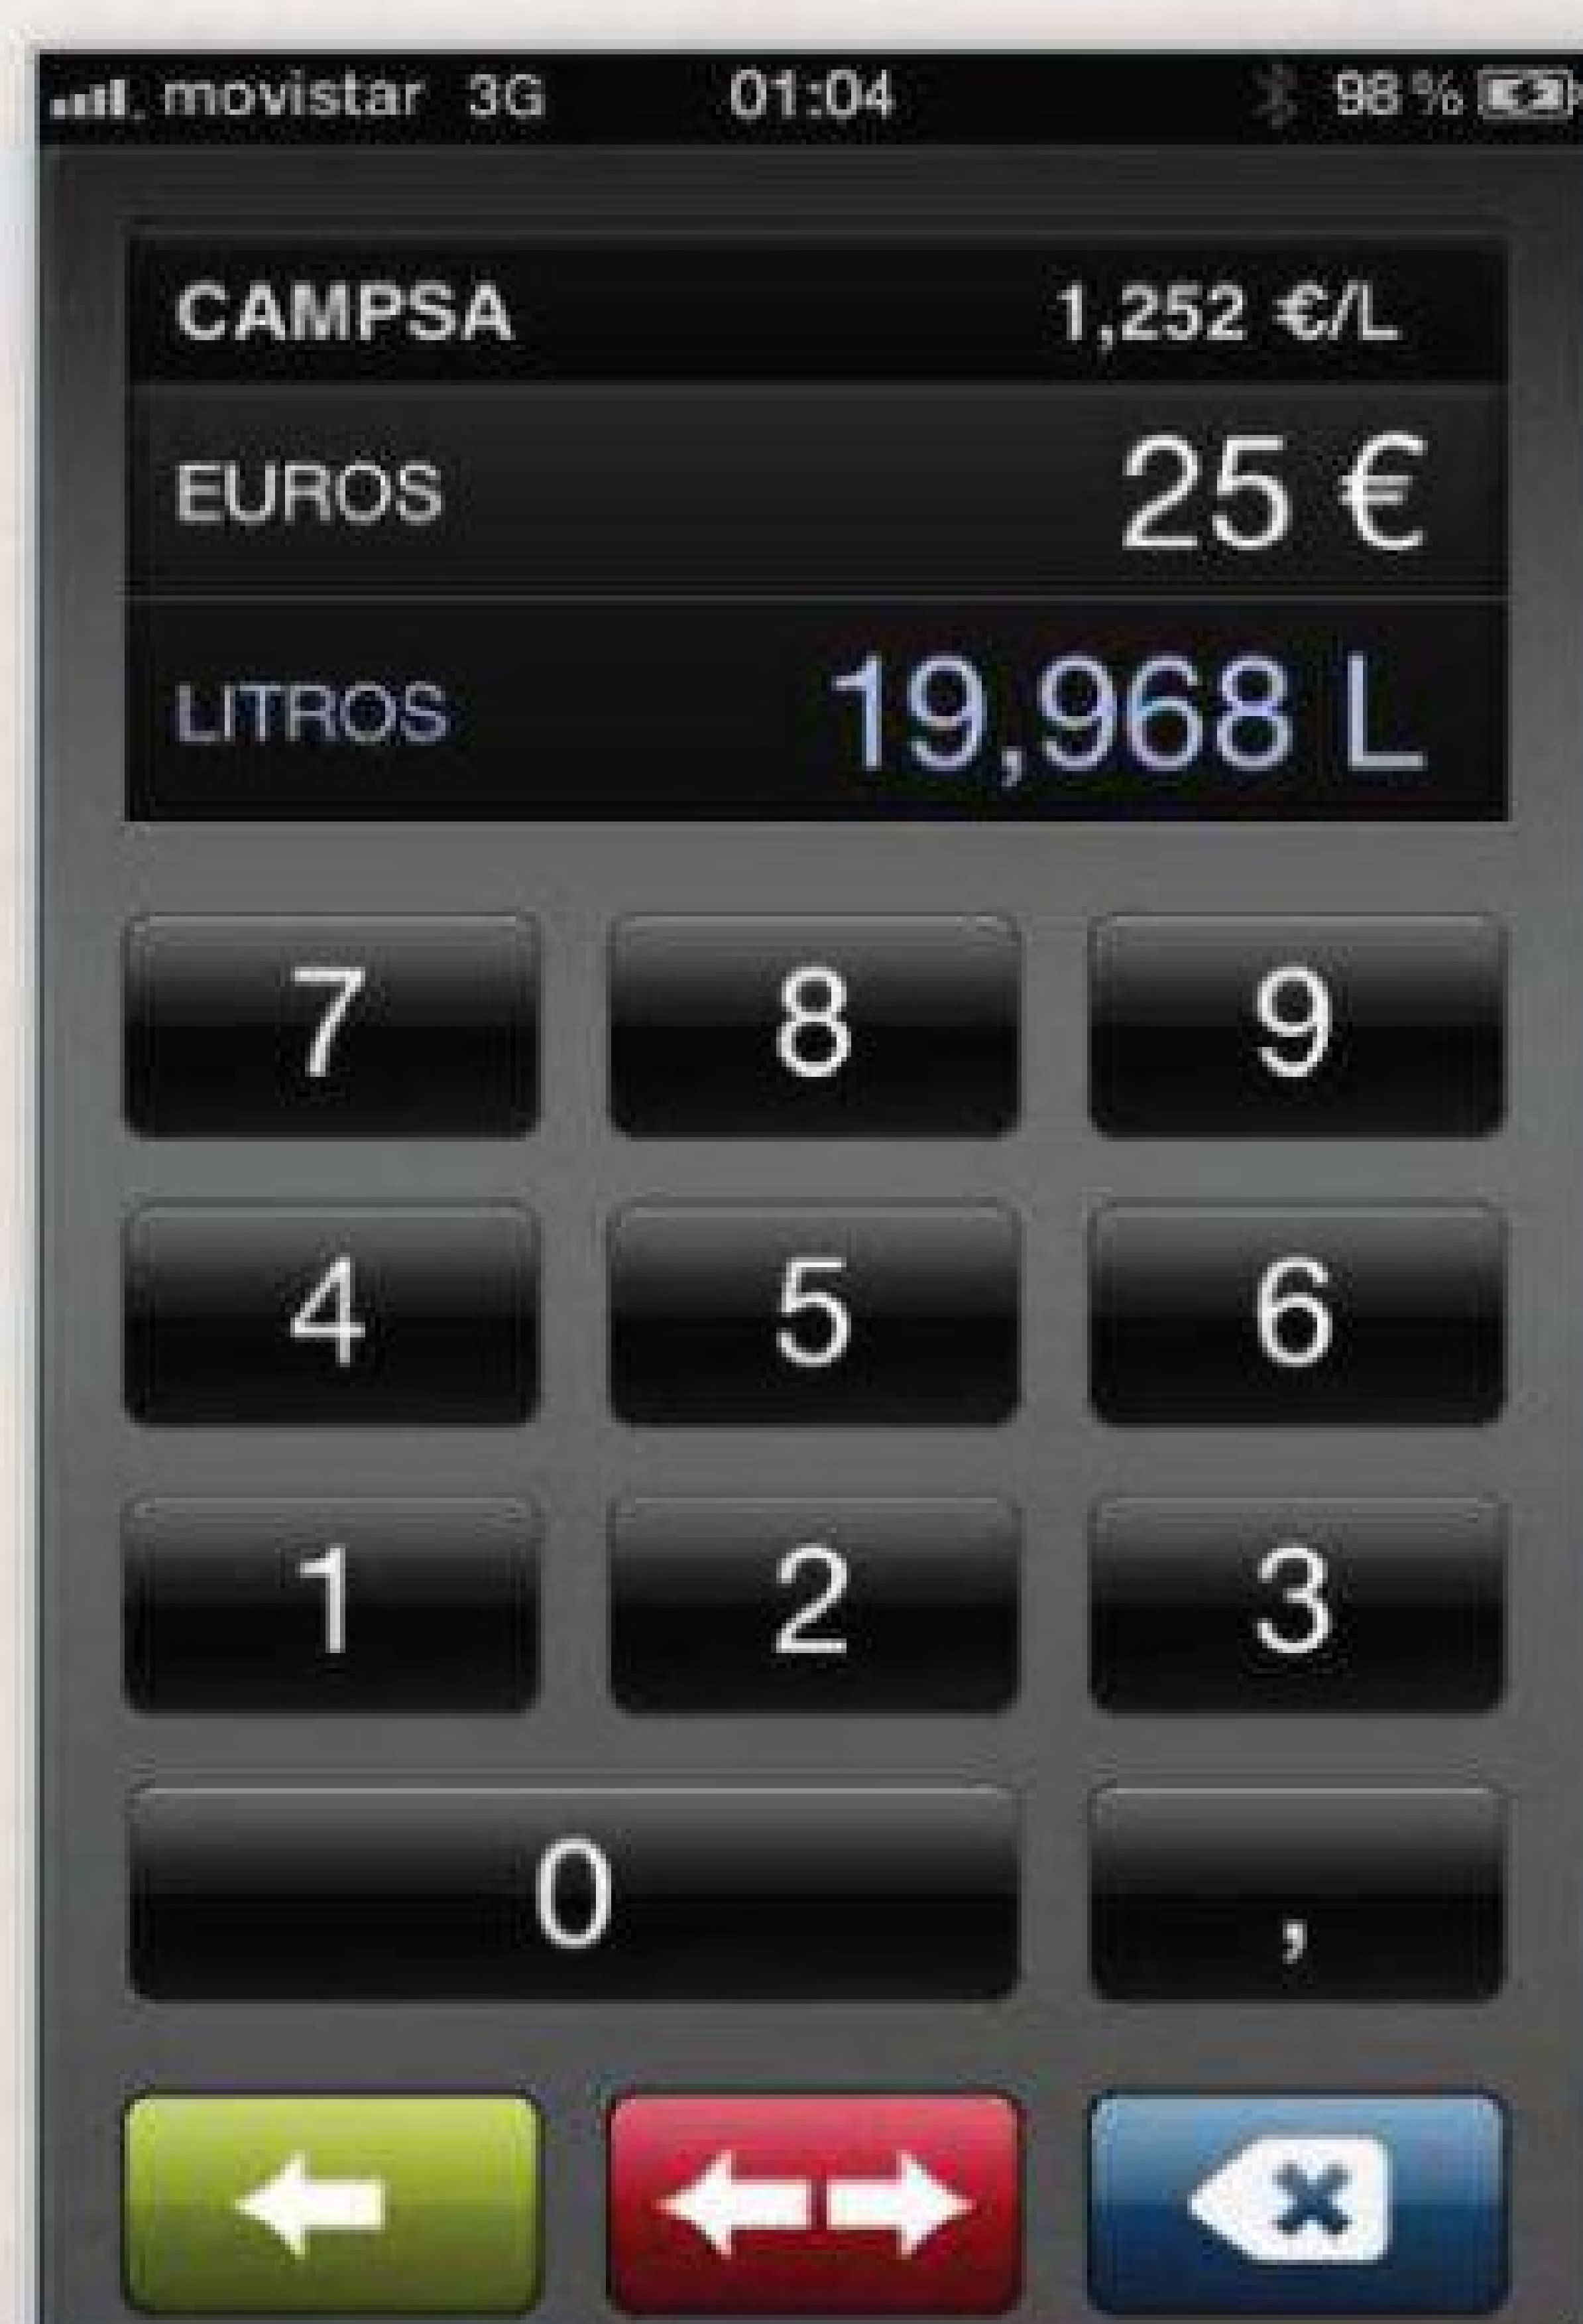 movistar 3G 01:04 98 %
CAMPSA 1,252 €/L
EUROS 25 €
LITROS 19,968 L
7 8 9
4 5 6
1 2 3
0 ,